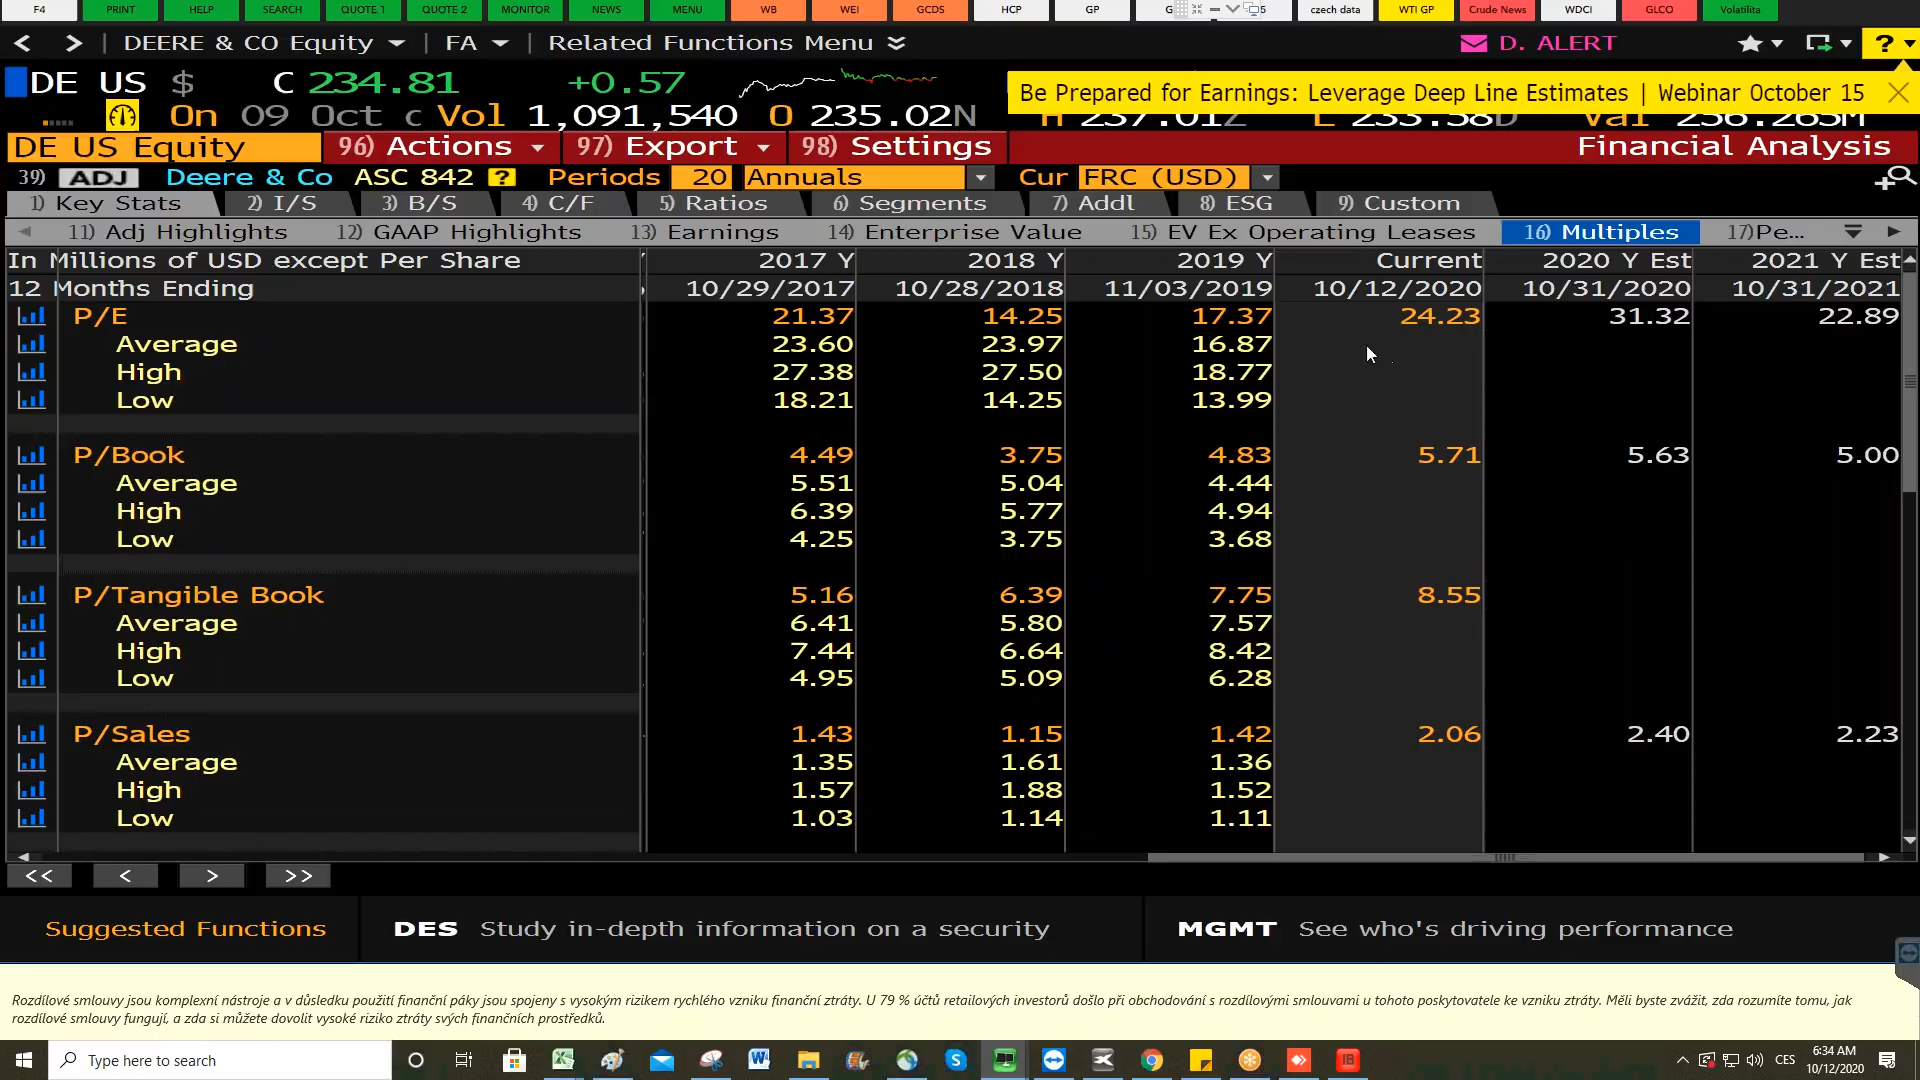 F4 PRINT HELP SEARCH QUOTE 1 QUOTE 2 MONITOR NEWS MENU WB WEI GCDS HCP GP czech data WTI GP Crude News WDCI GLCO Volatilita
DEERE & CO Equity FA Related Functions Menu D. ALERT ?
DE US $ C 234.81 +0.57
Be Prepared for Earnings: Leverage Deep Line Estimates | Webinar October 15
On 09 Oct c Vol 1,091,540 O 235.02N H 237.01Z L 233.58D Val 256.265M
DE US Equity 96) Actions 97) Export 98) Settings Financial Analysis
39) ADJ Deere & Co ASC 842 ? Periods 20 Annuals Cur FRC (USD)
1) Key Stats 2) I/S 3) B/S 4) C/F 5) Ratios 6) Segments 7) Addl 8) ESG 9) Custom
11) Adj Highlights 12) GAAP Highlights 13) Earnings 14) Enterprise Value 15) EV Ex Operating Leases 16) Multiples 17)Pe...
In Millions of USD except Per Share 2017 Y 2018 Y 2019 Y Current 2020 Y Est 2021 Y Est
12 Months Ending 10/29/2017 10/28/2018 11/03/2019 10/12/2020 10/31/2020 10/31/2021
P/E 21.37 14.25 17.37 24.23 31.32 22.89
Average 23.60 23.97 16.87
High 27.38 27.50 18.77
Low 18.21 14.25 13.99
P/Book 4.49 3.75 4.83 5.71 5.63 5.00
Average 5.51 5.04 4.44
High 6.39 5.77 4.94
Low 4.25 3.75 3.68
P/Tangible Book 5.16 6.39 7.75 8.55
Average 6.41 5.80 7.57
High 7.44 6.64 8.42
Low 4.95 5.09 6.28
P/Sales 1.43 1.15 1.42 2.06 2.40 2.23
Average 1.35 1.61 1.36
High 1.57 1.88 1.52
Low 1.03 1.14 1.11
<< < > >>
Suggested Functions DES Study in-depth information on a security MGMT See who's driving performance
Rozdílové smlouvy jsou komplexní nástroje a v důsledku použití finanční páky jsou spojeny s vysokým rizikem rychlého vzniku finanční ztráty. U 79 % účtů retailových investorů došlo při obchodování s rozdílovými smlouvami u tohoto poskytovatele ke vzniku ztráty. Měli byste zvážit, zda rozumíte tomu, jak
rozdílové smlouvy fungují, a zda si můžete dovolit vysoké riziko ztráty svých finančních prostředků.
Type here to search CES 6:34 AM
10/12/2020